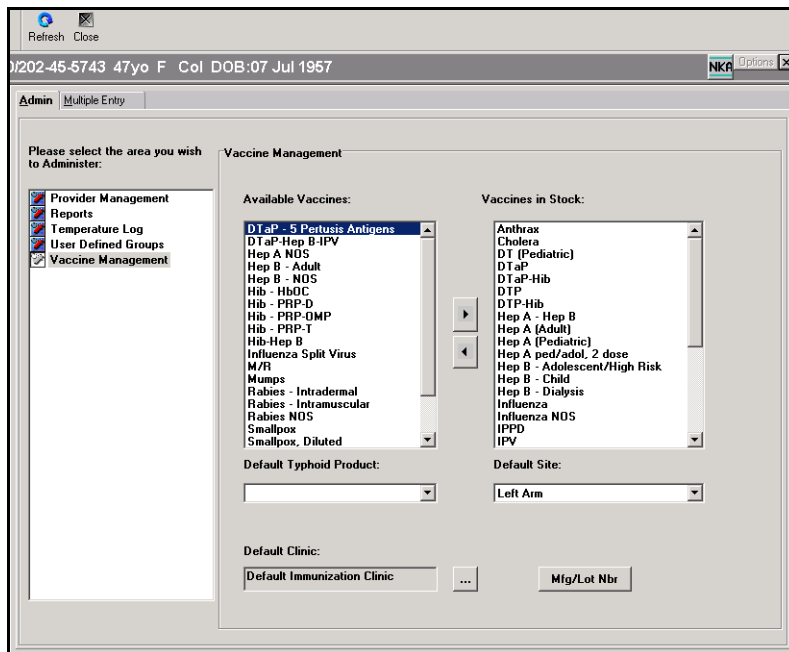 Refresh Close
0/202-45-5743 47yo F Col DOB:07 Jul 1957
NKA Options
Admin Multiple Entry
Please select the area you wish
to Administer:
Provider Management
Reports
Temperature Log
User Defined Groups
Vaccine Management
Vaccine Management
Available Vaccines:
DTaP - 5 Pertusis Antigens
DTaP-Hep B-IPV
Hep A NOS
Hep B - Adult
Hep B - NOS
Hib - HbOC
Hib - PRP-D
Hib - PRP-OMP
Hib - PRP-T
Hib-Hep B
Influenza Split Virus
M/R
Mumps
Rabies - Intradermal
Rabies - Intramuscular
Rabies NOS
Smallpox
Smallpox, Diluted
Vaccines in Stock:
Anthrax
Cholera
DT (Pediatric)
DTaP
DTaP-Hib
DTP
DTP-Hib
Hep A - Hep B
Hep A (Adult)
Hep A (Pediatric)
Hep A ped/adol, 2 dose
Hep B - Adolescent/High Risk
Hep B - Child
Hep B - Dialysis
Influenza
Influenza NOS
IPPD
IPV
Default Typhoid Product:
Default Site:
Left Arm
Default Clinic:
Default Immunization Clinic
...
Mfg/Lot Nbr